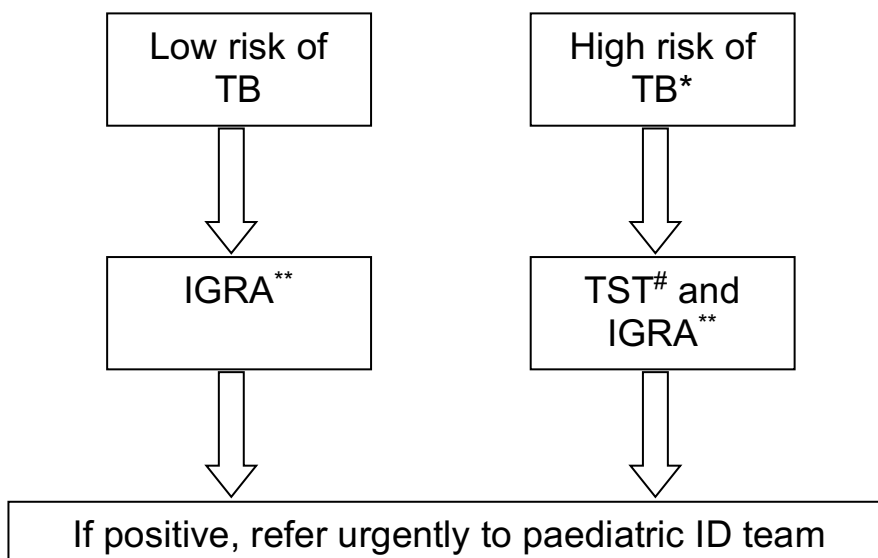 Low risk of
TB
High risk of
TB*
IGRA**
TST# and
IGRA**
If positive, refer urgently to paediatric ID team